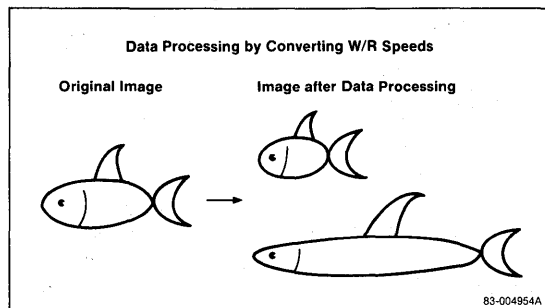 Data Processing by Converting W/R Speeds
Original Image
Image after Data Processing
83-004954A